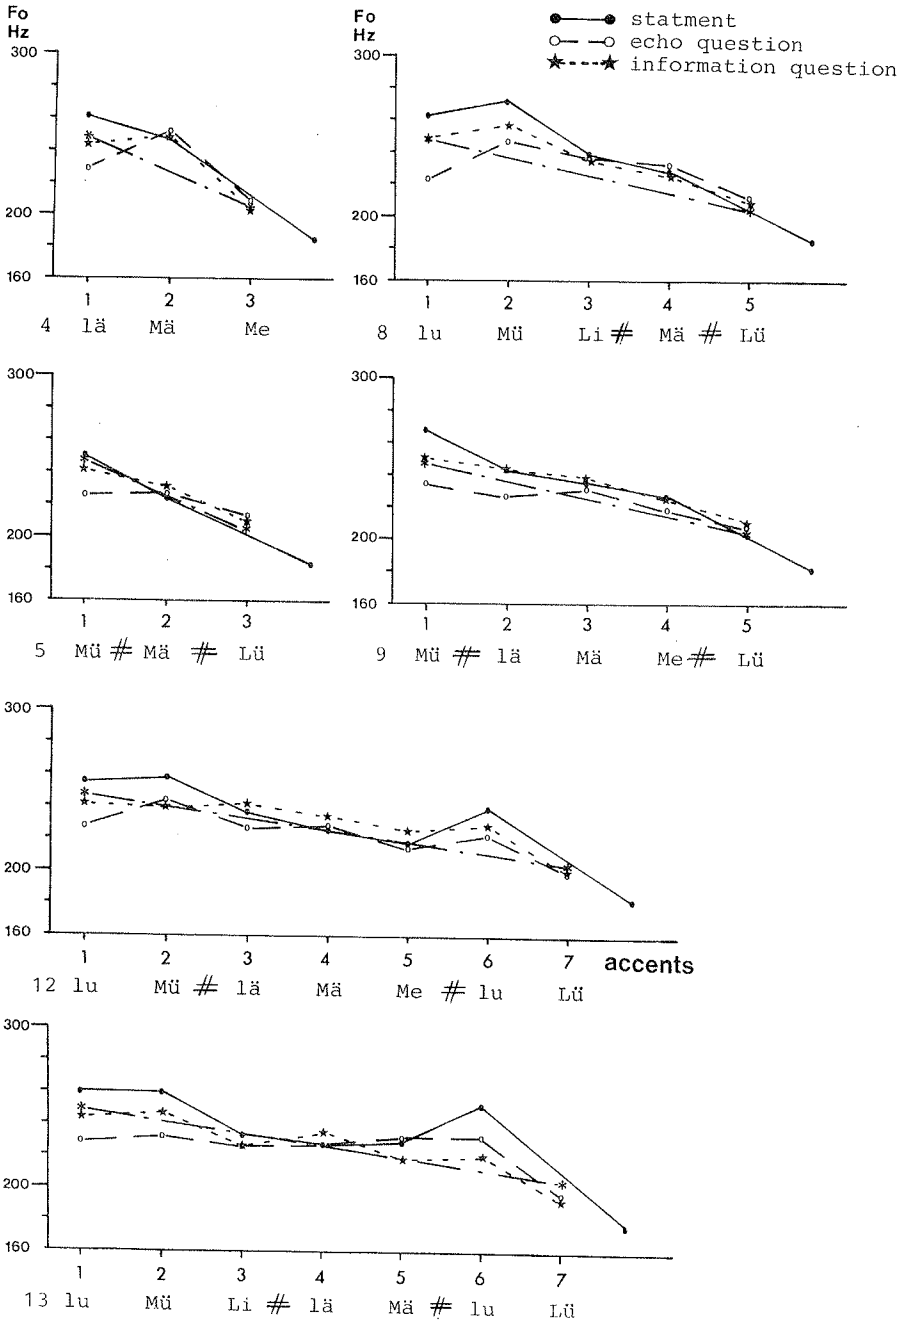 Fo
Hz
300
200
160
1 2 3
4 lä Mä Me
Fo
Hz
statment
echo question
information question
300
200
160
1 2 3 4 5
8 lu Mü Li # Mä # Lü
300
200
160
1 2 3
5 Mü # Mä # Lü
300
200
160
1 2 3 4 5
9 Mü # lä Mä Me # Lü
300
200
160
1 2 3 4 5 6 7 accents
12 lu Mü # lä Mä Me # lu Lü
300
200
160
1 2 3 4 5 6 7
13 lu Mü Li # lä Mä # lu Lü